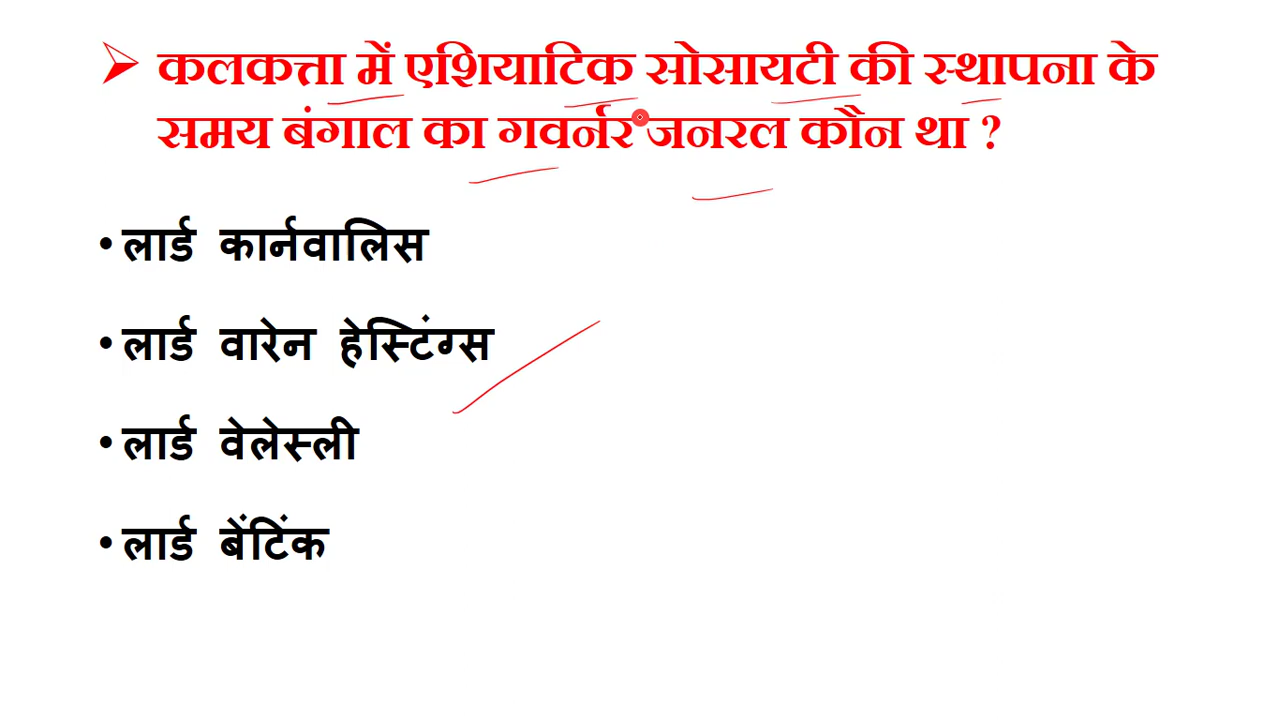 कलकत्ता में एशियाटिक सोसायटी की स्थापना के
समय बंगाल का गवर्नर जनरल कौन था ?
• लार्ड कार्नवालिस
• लार्ड वारेन हेस्टिंग्स
• लार्ड वेलेस्ली
• लार्ड बेंटिंक